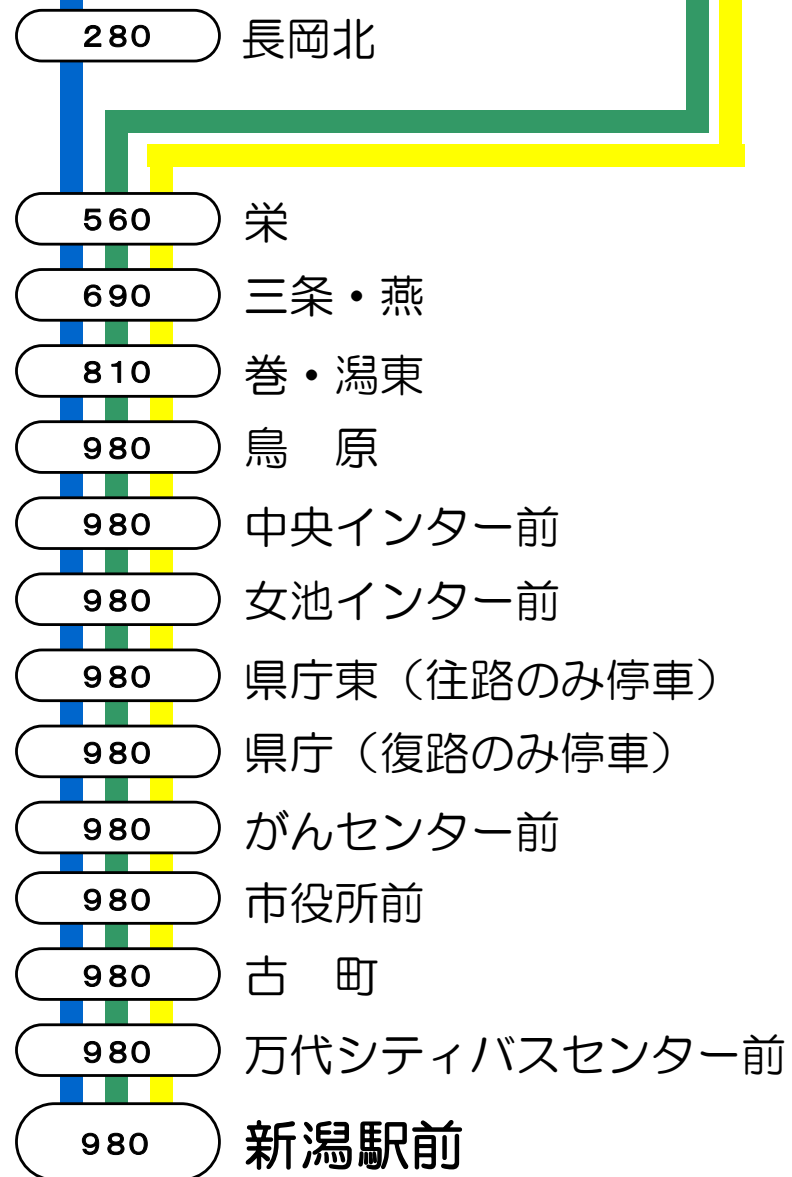 280 長岡北
560 栄
690 三条・燕
810 巻・潟東
980 鳥　原
980 中央インター前
980 女池インター前
980 県庁東（往路のみ停車）
980 県庁（復路のみ停車）
980 がんセンター前
980 市役所前
980 古　町
980 万代シティバスセンター前
980 新潟駅前